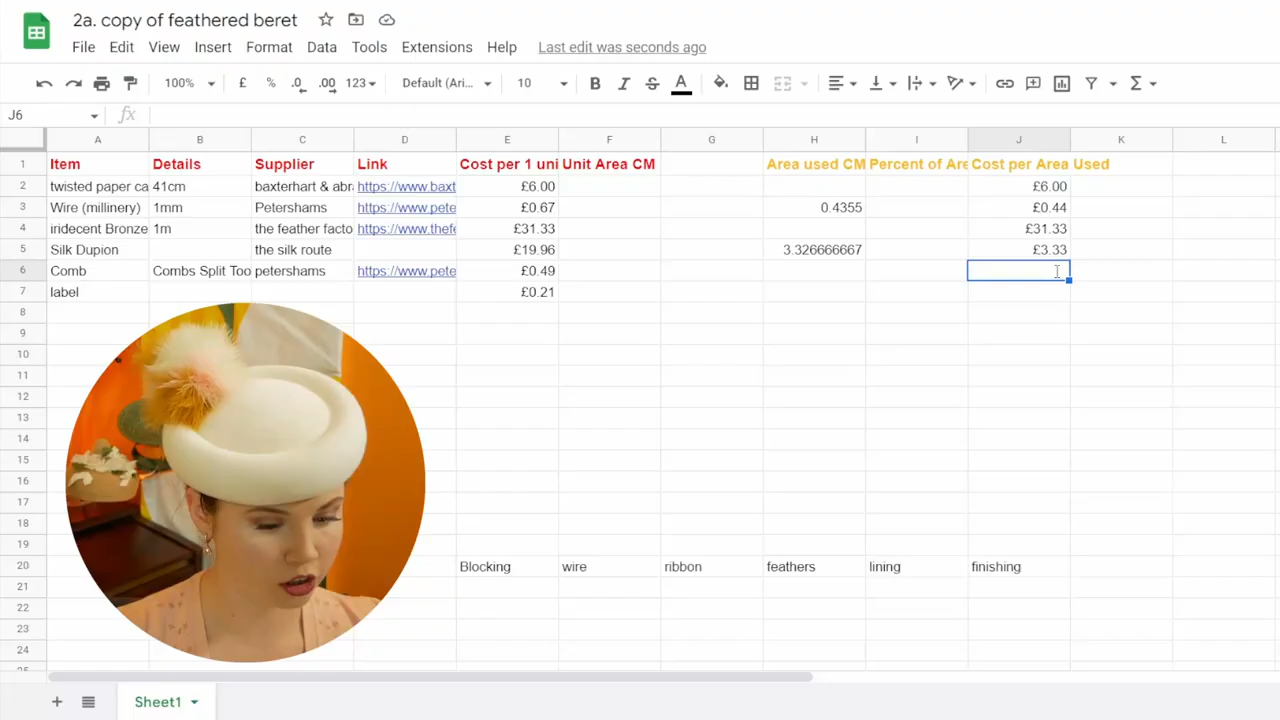 2a. copy of feathered beret
File Edit View Insert Format Data Tools Extensions Help Last edit was seconds ago
100% £ % .0 .00 123 Default (Ari... 10 B I S A
J6 fx
A B C D E F G H I J K L
1 Item Details Supplier Link Cost per 1 uni Unit Area CM Area used CM Percent of Are Cost per Area Used
2 twisted paper ca 41cm baxterhart & abra https://www.baxt £6.00 £6.00
3 Wire (millinery) 1mm Petershams https://www.pete £0.67 0.4355 £0.44
4 iridecent Bronze 1m the feather facto https://www.thefe £31.33 £31.33
5 Silk Dupion the silk route £19.96 3.326666667 £3.33
6 Comb Combs Split Too petershams https://www.pete £0.49
7 label £0.21
8
9
10
11
12
13
14
15
16
17
18
19
20 Blocking wire ribbon feathers lining finishing
21
22
23
24
Sheet1